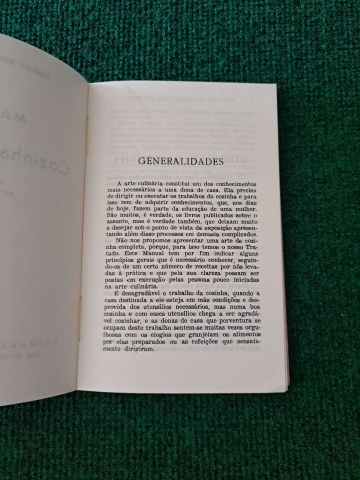 GENERALIDADES
A arte culinária constitui um dos conhecimentos
mais necessários a uma dona de casa. Ela precisa
de dirigir ou executar os trabalhos da cozinha e para
isso tem de adquirir conhecimentos, que, nos dias
de hoje, fazem parte da educação de uma mulher.
São muitos, é verdade, os livros publicados sobre o
assunto, mas é verdade também, que deixam muito
a desejar sob o ponto de vista da exposição apresen-
tando além disso processos em demasia complicados.
Não nos propomos apresentar uma arte de co-
zinha completa, porque, para isso temos o nosso Tra-
tado. Este Manual tem por fim indicar alguns
princípios gerais que é necessário conhecer, seguin-
do-os de um certo número de receitas por nós leva-
das à prática e que pela sua clareza possam ser
postas em execução pelas pessoas pouco iniciadas
na arte culinária.
É desagradável o trabalho da cozinha, quando a
casa destinada a ele esteja em más condições e des-
provida dos utensílios necessários, mas numa boa
cozinha e com esses utensílios chega a ser agradá-
vel cozinhar, e as donas de casa que porventura se
ocupam deste trabalho sentem-se muitas vezes orgu-
lhosas com os elogios que granjeiam os alimentos
por elas preparados ou as refeições que sensata-
mente dirigiram.
MA
Cozinha